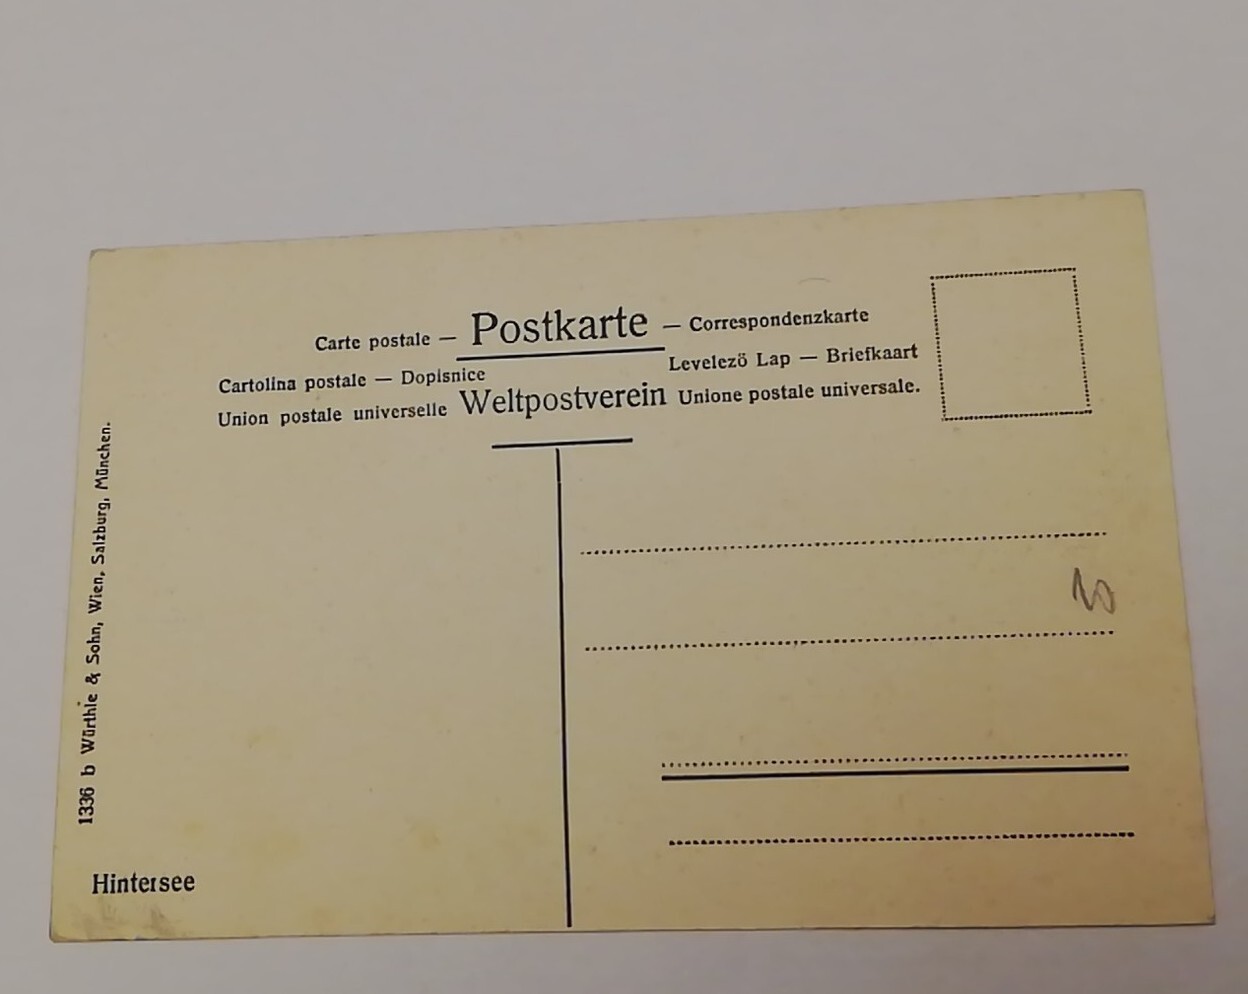 Carte postale — Postkarte — Correspondenzkarte
Cartolina postale — Dopisnice Levelezö Lap — Briefkaart
Union postale universelle Weltpostverein Unione postale universale.
1336 b Würthle & Sohn, Wien, Salzburg, München.
Hintersee